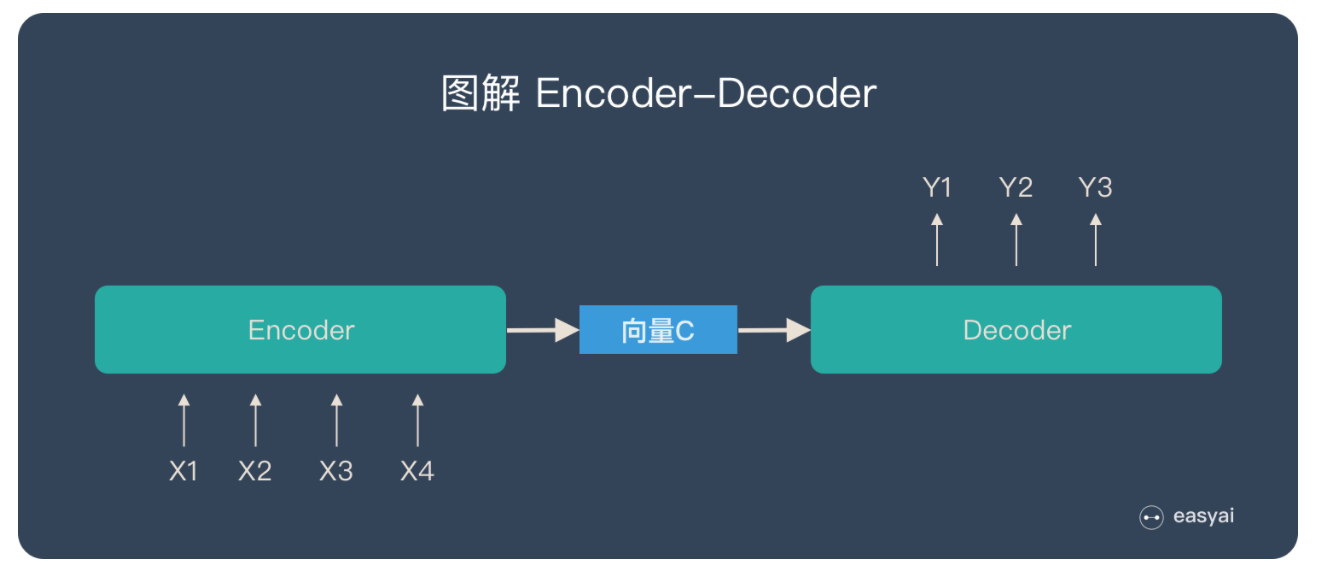 图解 Encoder–Decoder
Y1 Y2 Y3
Encoder 向量C Decoder
X1 X2 X3 X4
easyai